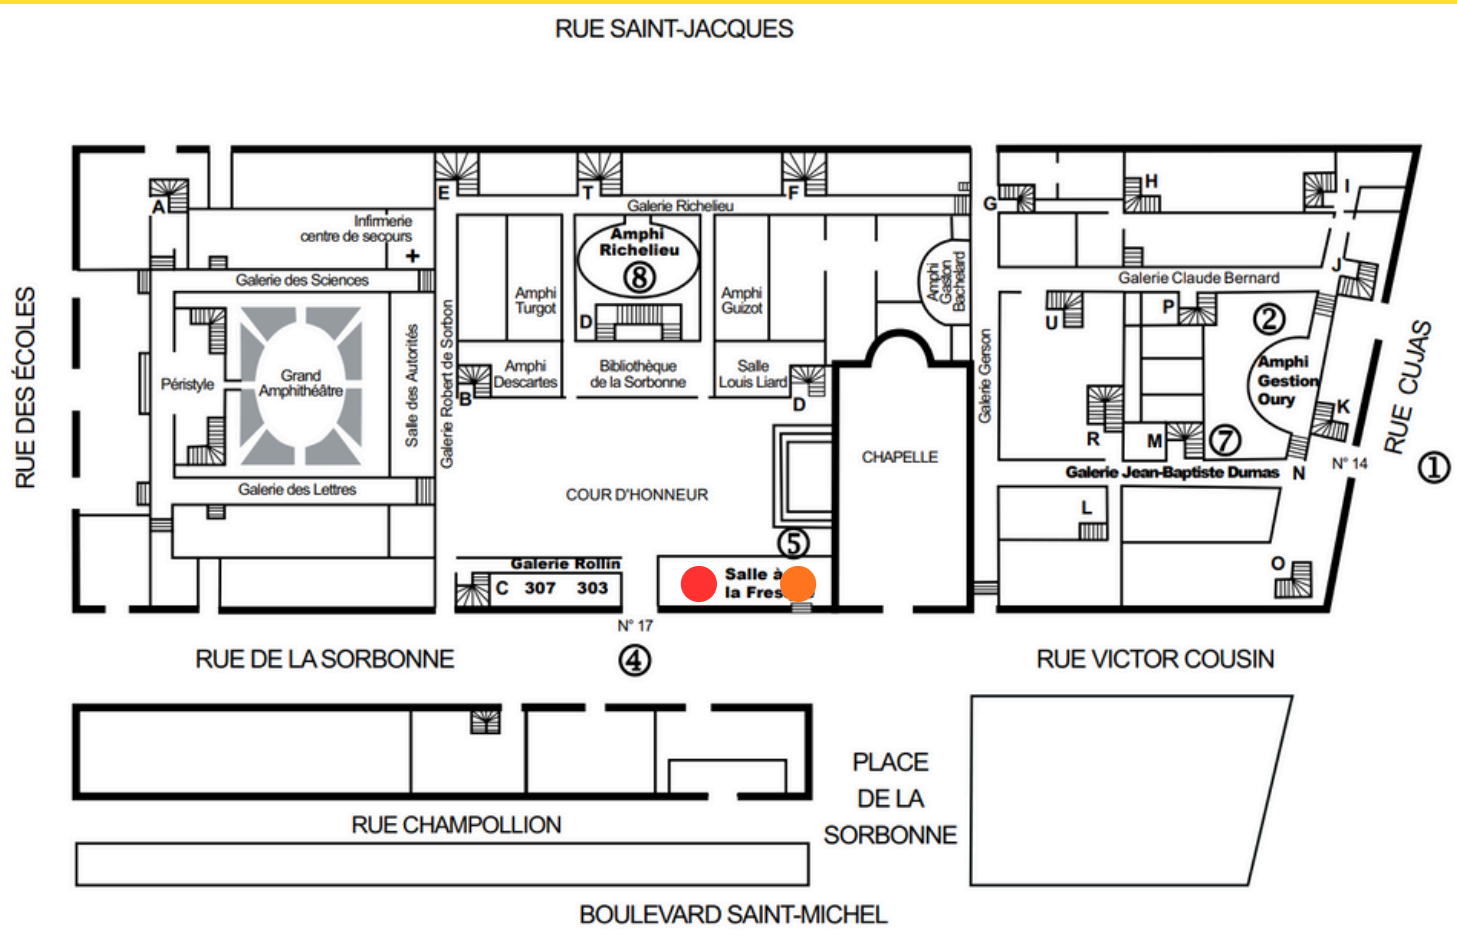 RUE SAINT-JACQUES
A
E
T
F
G
H
I
Infirmerie
centre de secours
+
Galerie Richelieu
Amphi
Richelieu
⑧
Galerie des Sciences
Amphi
Turgot
D
Amphi
Guizot
Amphi
Gaston
Bachelard
Galerie Claude Bernard
J
U
P
②
RUE DES ÉCOLES
Péristyle
Grand
Amphithéâtre
Salle des Autorités
Galerie Robert de Sorbon
B
Amphi
Descartes
Bibliothèque
de la Sorbonne
Salle
Louis Liard
D
Galerie Gerson
Amphi
Gestion
Oury
K
RUE CUJAS
R
M
⑦
CHAPELLE
Galerie Jean-Baptiste Dumas
N
N° 14
①
Galerie des Lettres
COUR D'HONNEUR
L
⑤
Galerie Rollin
C
307
303
Salle à
la Fres
O
N° 17
④
RUE DE LA SORBONNE
RUE VICTOR COUSIN
PLACE
DE LA
SORBONNE
RUE CHAMPOLLION
BOULEVARD SAINT-MICHEL